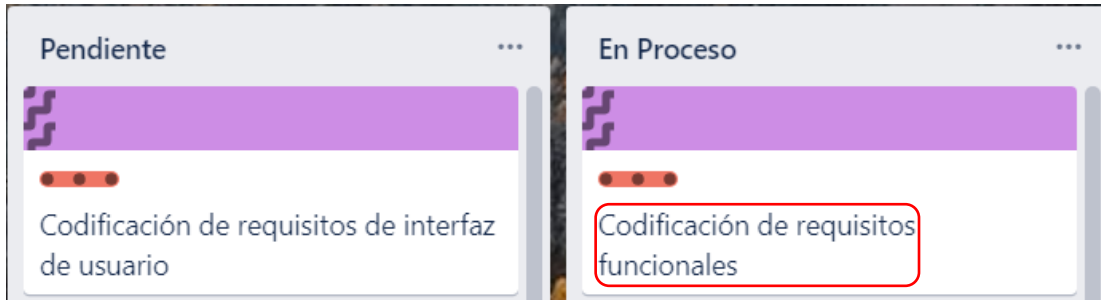 Pendiente
Codificación de requisitos de interfaz
de usuario
En Proceso
Codificación de requisitos
funcionales